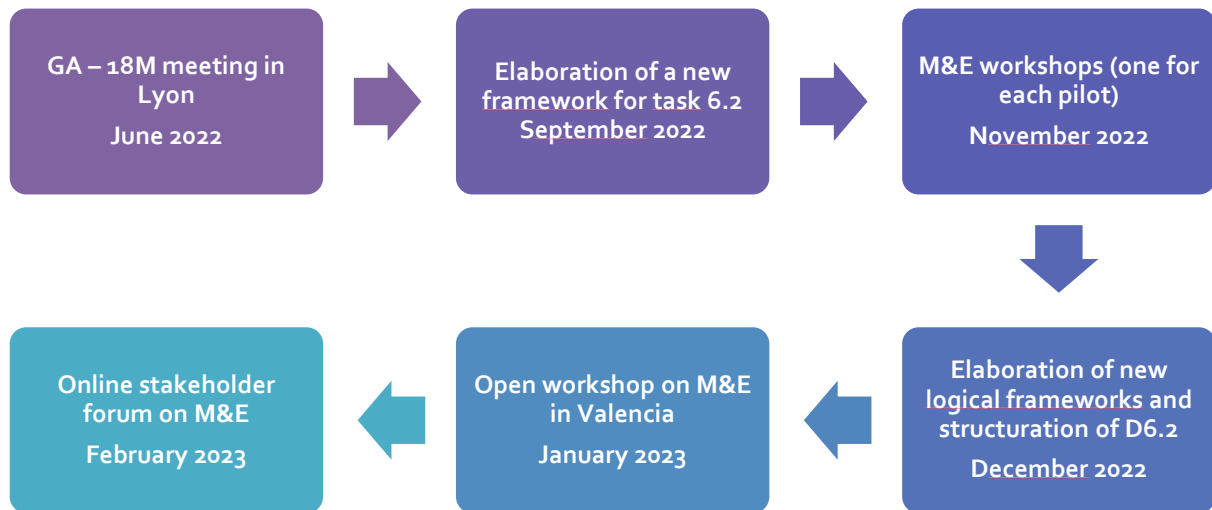 GA – 18M meeting in
Lyon
June 2022
Elaboration of a new
framework for task 6.2
September 2022
M&E workshops (one for
each pilot)
November 2022
Elaboration of new
logical frameworks and
structuration of D6.2
December 2022
Open workshop on M&E
in Valencia
January 2023
Online stakeholder
forum on M&E
February 2023